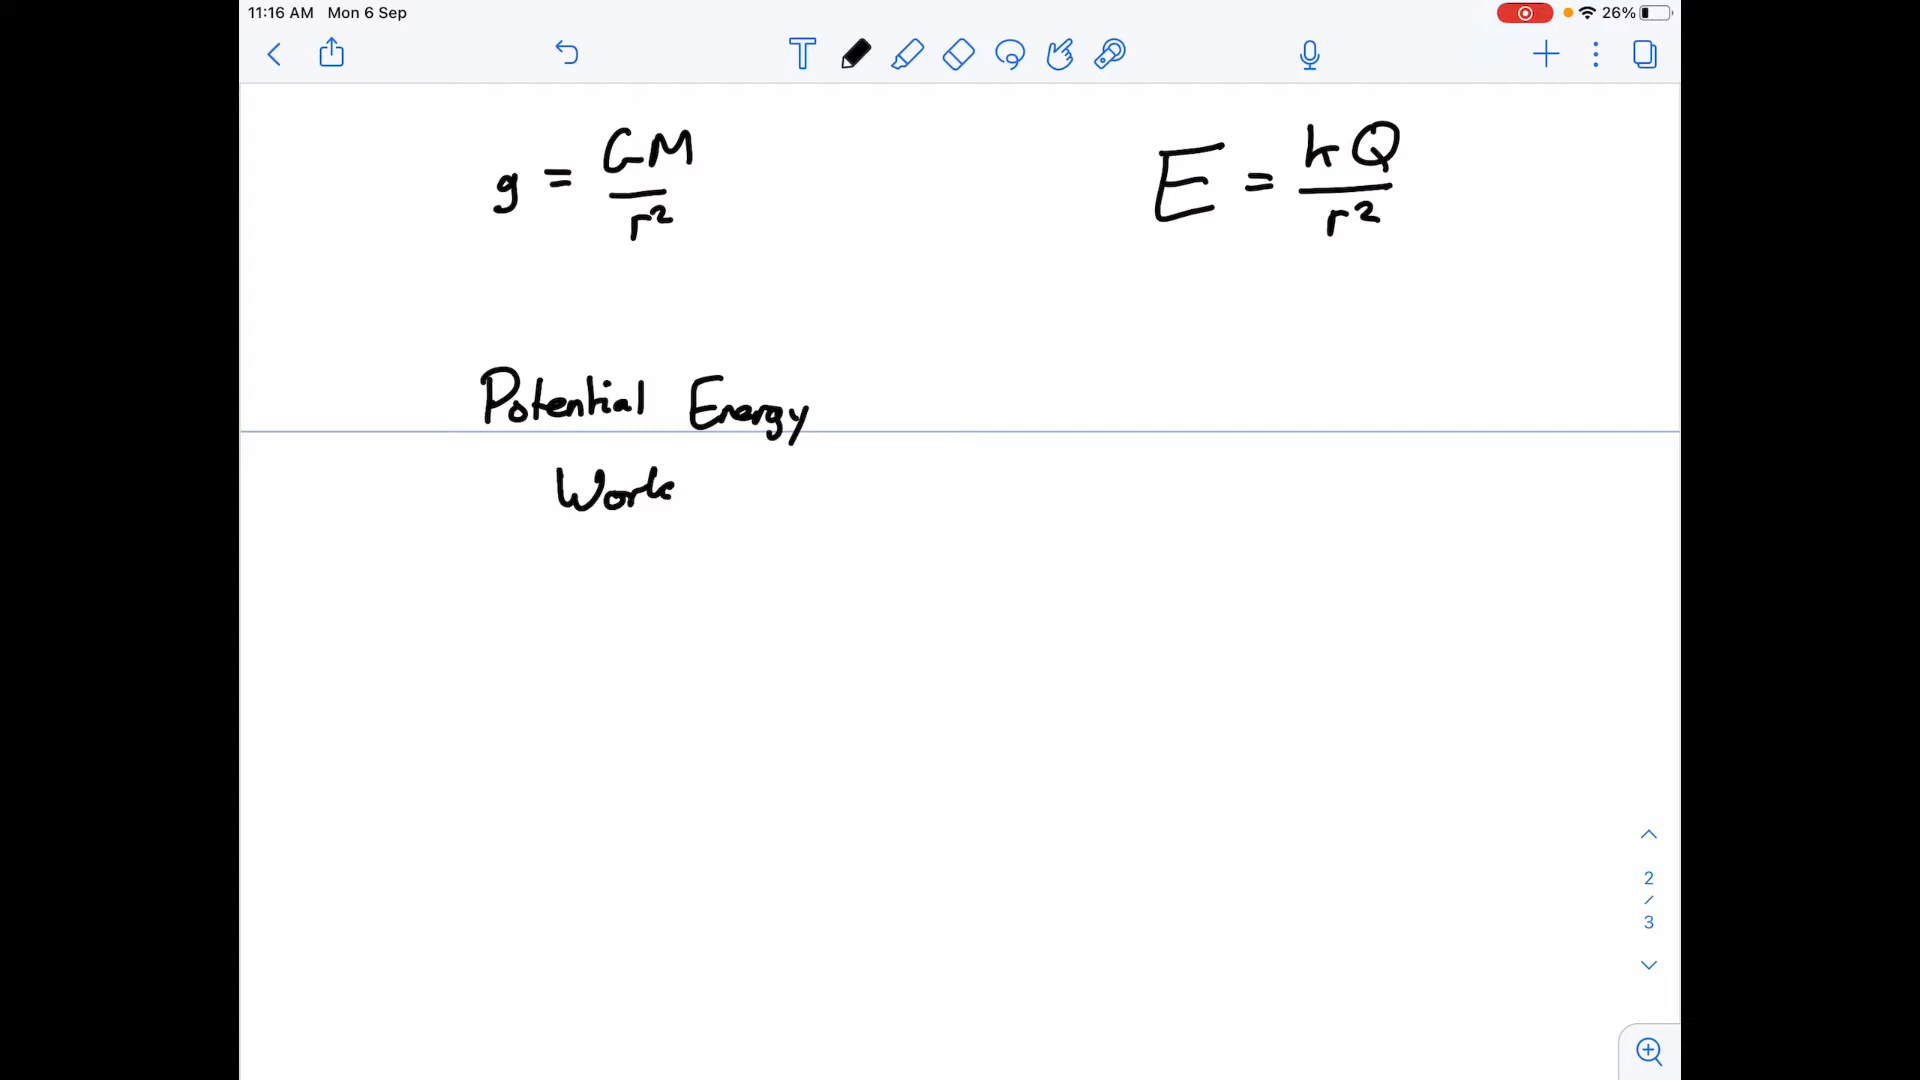 11:16 AM Mon 6 Sep 26%
g = GM / r²
E = kQ / r²
Potential Energy
Work
2
/
3